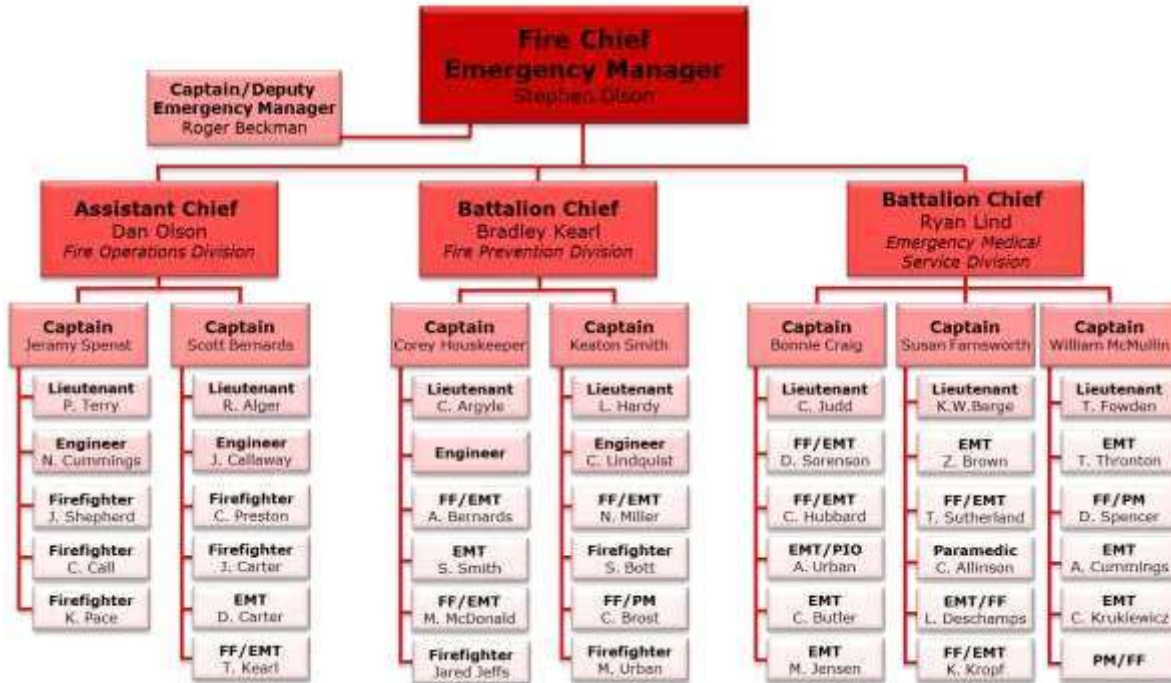 Fire Chief
Emergency Manager
Stephen Olson
Captain/Deputy
Emergency Manager
Roger Beckman
Assistant Chief
Dan Olson
Fire Operations Division
Battalion Chief
Bradley Kearl
Fire Prevention Division
Battalion Chief
Ryan Lind
Emergency Medical
Service Division
Captain
Jeramy Spenst
Lieutenant
P. Terry
Engineer
N. Cummings
Firefighter
J. Shepherd
Firefighter
C. Call
Firefighter
K. Pace
Captain
Scott Bernards
Lieutenant
R. Alger
Engineer
J. Callaway
Firefighter
C. Preston
Firefighter
J. Carter
EMT
D. Carter
FF/EMT
T. Kearl
Captain
Corey Houskeeper
Lieutenant
C. Argyle
Engineer
FF/EMT
A. Bernards
EMT
S. Smith
FF/EMT
M. McDonald
Firefighter
Jared Jeffs
Captain
Keaton Smith
Lieutenant
L. Hardy
Engineer
C. Lindquist
FF/EMT
N. Miller
Firefighter
S. Bott
FF/PM
C. Brost
Firefighter
M. Urban
Captain
Bonnie Craig
Lieutenant
C. Judd
FF/EMT
D. Sorenson
FF/EMT
C. Hubbard
EMT/PIO
A. Urban
EMT
C. Butler
EMT
M. Jensen
Captain
Susan Farnsworth
Lieutenant
K.W.Berge
EMT
Z. Brown
FF/EMT
T. Sutherland
Paramedic
C. Allinson
EMT/FF
L. Deschamps
FF/EMT
K. Kropf
Captain
William McMullin
Lieutenant
T. Fowden
EMT
T. Thronton
FF/PM
D. Spencer
EMT
A. Cummings
EMT
C. Krukiewicz
PM/FF